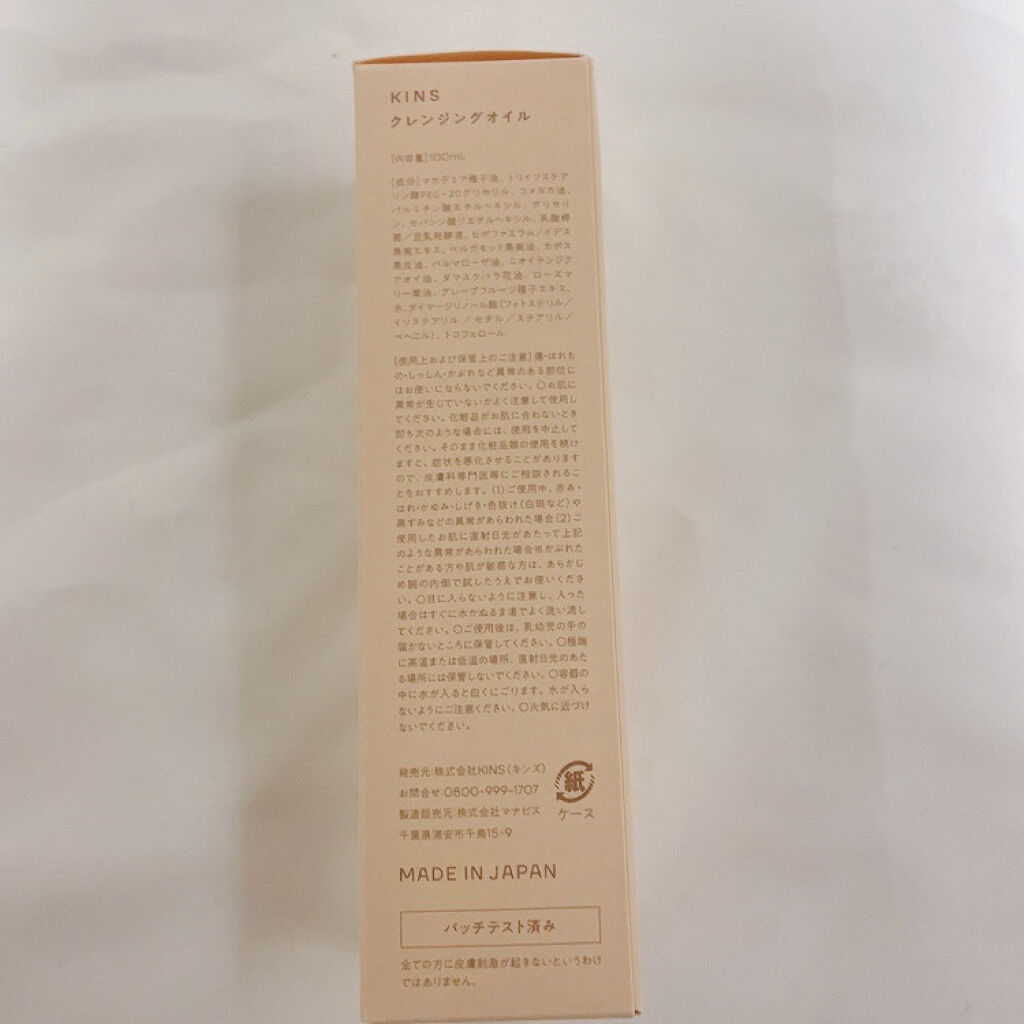 KINS
クレンジングオイル
[内容量]100mL
[成分]マカデミア種子油、トリイソステア
リン酸PEG-20グリセリル、コメヌカ油、
パルミチン酸エチルヘキシル、グリセリ
ン、セバシン酸ジエチルヘキシル、乳酸桿
菌/豆乳発酵液、ヒポファエラムノイデス
果実エキス、ベルガモット果実油、カボス
果皮油、パルマローザ油、ニオイテンジク
アオイ油、ダマスクバラ花油、ローズマ
リー葉油、グレープフルーツ種子エキス、
水、ダイマージリノール酸(フィトステリル/
イソステアリル/セチル/ステアリル/
ベヘニル)、トコフェロール
[使用上および保管上のご注意]傷・はれも
の・しっしん・かぶれなど異常のある部位に
はお使いにならないでください。〇お肌に
異常が生じていないかよく注意して使用し
てください。化粧品がお肌に合わないとき
即ち次のような場合には、使用を中止して
ください。そのまま化粧品類の使用を続け
ますと、症状を悪化させることがあります
ので、皮膚科専門医等にご相談されるこ
とをおすすめします。(1)ご使用中、赤み・
はれ・かゆみ・しげき・色抜け(白斑など)や
黒ずみなどの異常があらわれた場合(2)ご
使用したお肌に直射日光があたって上記
のような異常があらわれた場合※かぶれた
ことがある方や肌が敏感な方は、あらかじ
め腕の内側で試したうえでお使いくださ
い。〇目に入らないように注意し、入った
場合はすぐに水かぬるま湯でよく洗い流し
てください。〇ご使用後は、乳幼児の手の
届かないところに保管してください。〇極端
に高温または低温の場所、直射日光のあた
る場所には保管しないでください。〇容器の
中に水が入ると白くにごります。水が入ら
ないようにご注意ください。〇火気に近づけ
ないでください。
発売元:株式会社KINS(キンズ)
お問合せ:0800-999-1707
製造販売元:株式会社マナビス
千葉県浦安市千鳥15-9
紙
ケース
MADE IN JAPAN
パッチテスト済み
全ての方に皮膚刺激が起きないというわけ
ではありません。